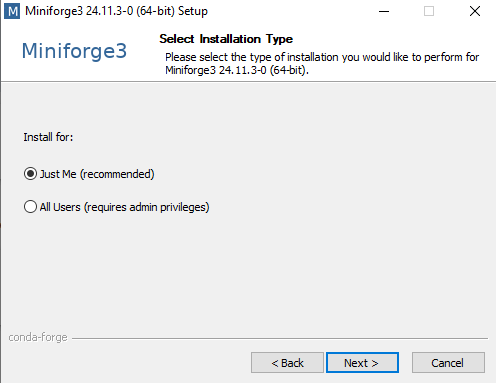 M Miniforge3 24.11.3-0 (64-bit) Setup
Miniforge3
Select Installation Type
Please select the type of installation you would like to perform for
Miniforge3 24.11.3-0 (64-bit).
Install for:
Just Me (recommended)
All Users (requires admin privileges)
conda-forge
< Back
Next >
Cancel